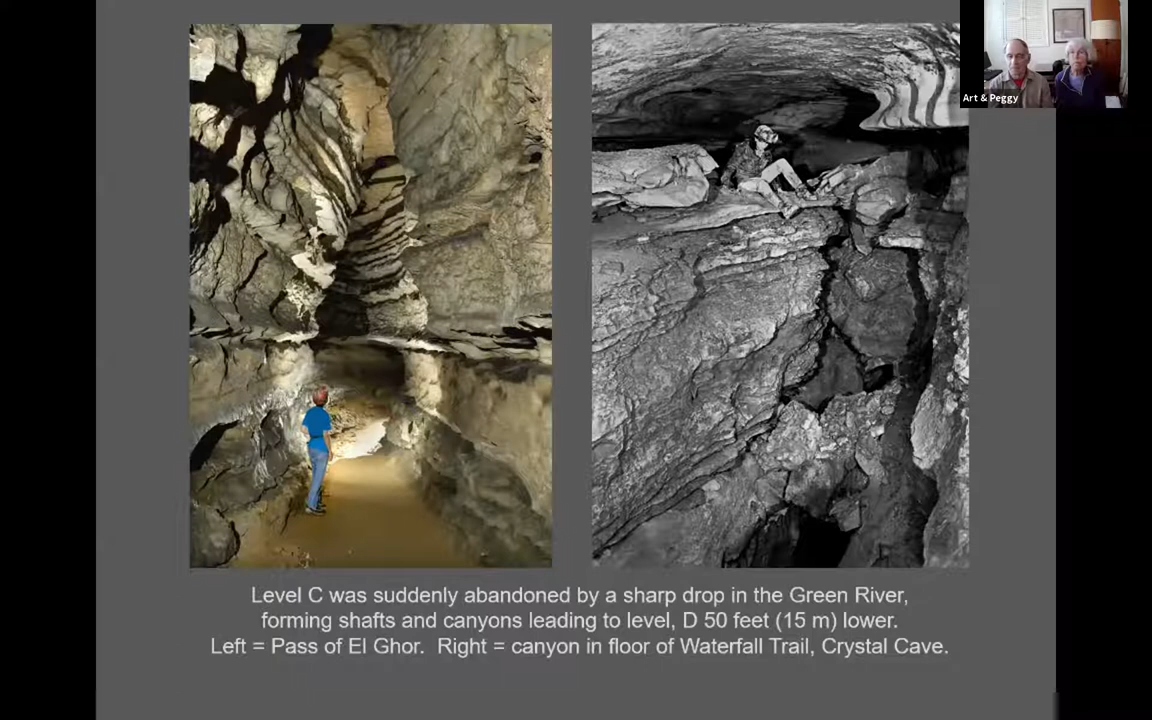 Art & Peggy
Level C was suddenly abandoned by a sharp drop in the Green River,
forming shafts and canyons leading to level, D 50 feet (15 m) lower.
Left = Pass of El Ghor.  Right = canyon in floor of Waterfall Trail, Crystal Cave.